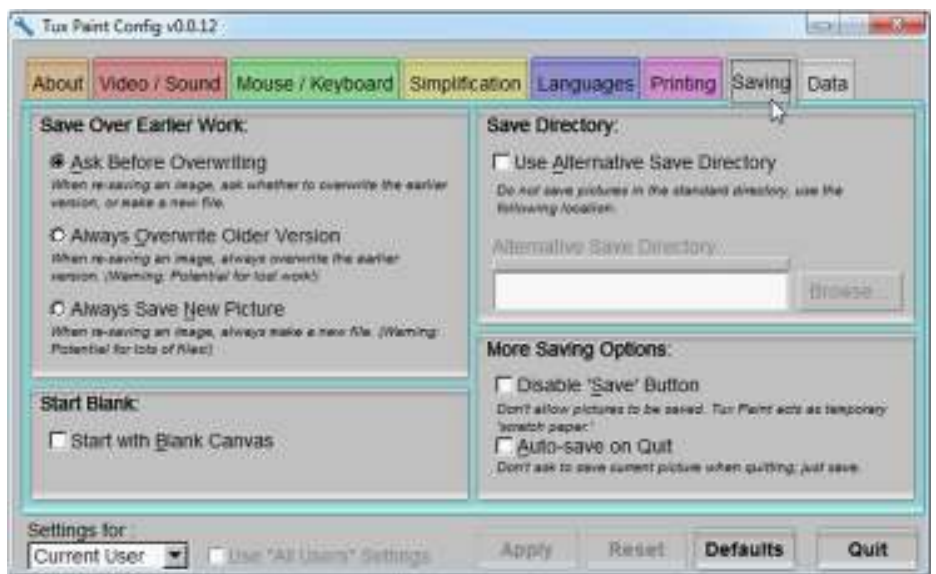 Tux Paint Config v0.0.12
About Video / Sound Mouse / Keyboard Simplification Languages Printing Saving Data
Save Over Earlier Work:
Ask Before Overwriting
When re-saving an image, ask whether to overwrite the earlier
version, or make a new file.
Always Overwrite Older Version
When re-saving an image, always overwrite the earlier
version. (Warning: Potential for lost work!)
Always Save New Picture
When re-saving an image, always make a new file. (Warning:
Potential for lots of files!)
Start Blank:
Start with Blank Canvas
Save Directory:
Use Alternative Save Directory
Do not save pictures in the standard directory, use the
following location:
Alternative Save Directory
Browse...
More Saving Options:
Disable 'Save' Button
Don't allow pictures to be saved. Tux Paint acts as temporary
'scratch paper.'
Auto-save on Quit
Don't ask to save current picture when quitting; just save.
Settings for :
Current User Use "All Users" Settings Apply Reset Defaults Quit